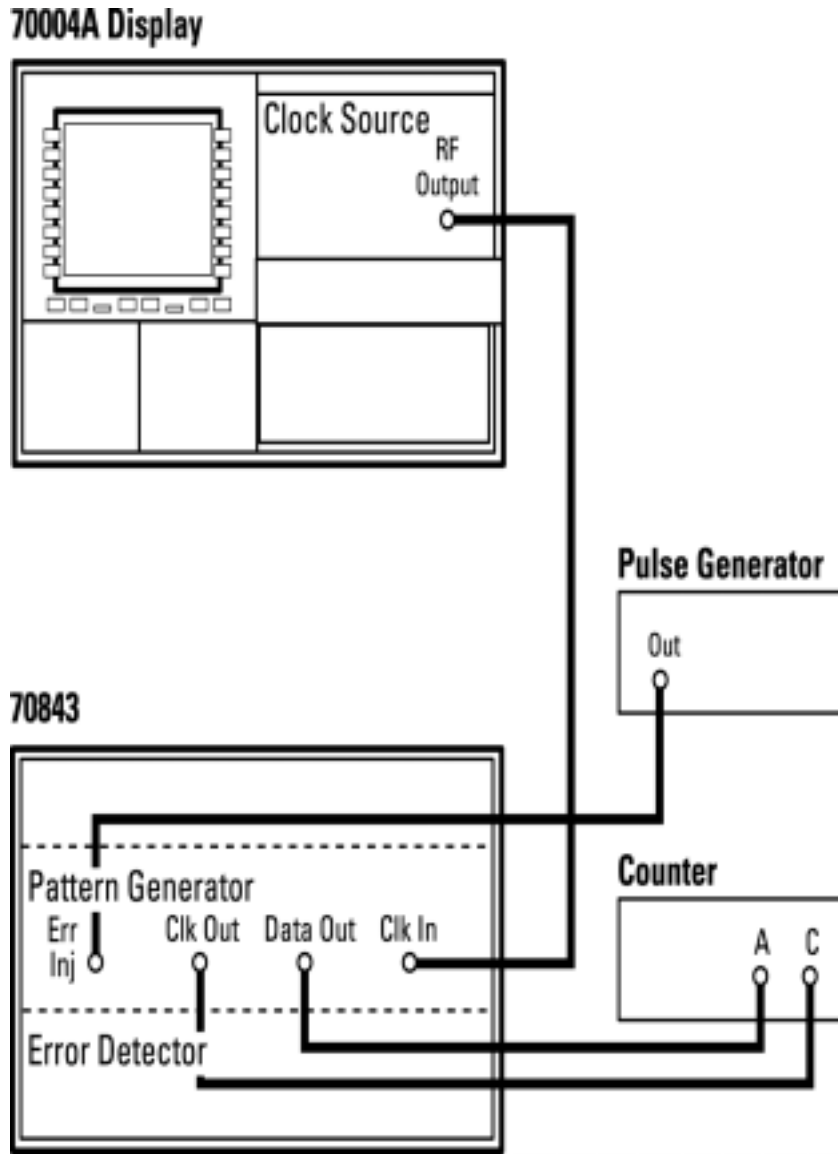 70004A Display
Clock Source
RF
Output
Pulse Generator
Out
70843
Pattern Generator
Err
Inj
Clk Out
Data Out
Clk In
Counter
A
C
Error Detector